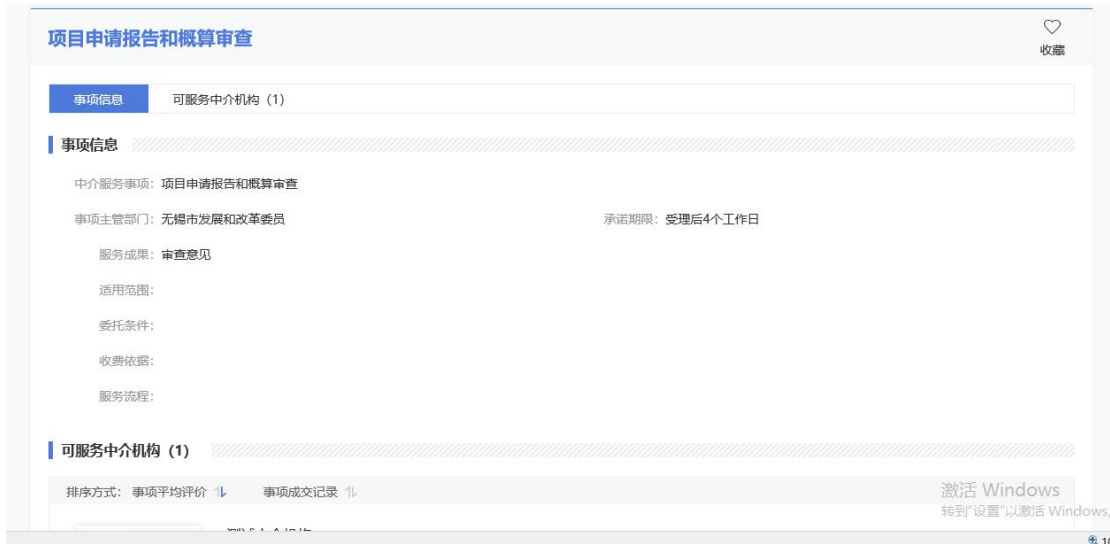 项目申请报告和概算审查
收藏
事项信息 可服务中介机构 (1)
事项信息
中介服务事项: 项目申请报告和概算审查
事项主管部门: 无锡市发展和改革委员 承诺期限: 受理后4个工作日
服务成果: 审查意见
适用范围:
委托条件:
收费依据:
服务流程:
可服务中介机构 (1)
排序方式: 事项平均评价 事项成交记录
激活 Windows
转到"设置"以激活 Windows